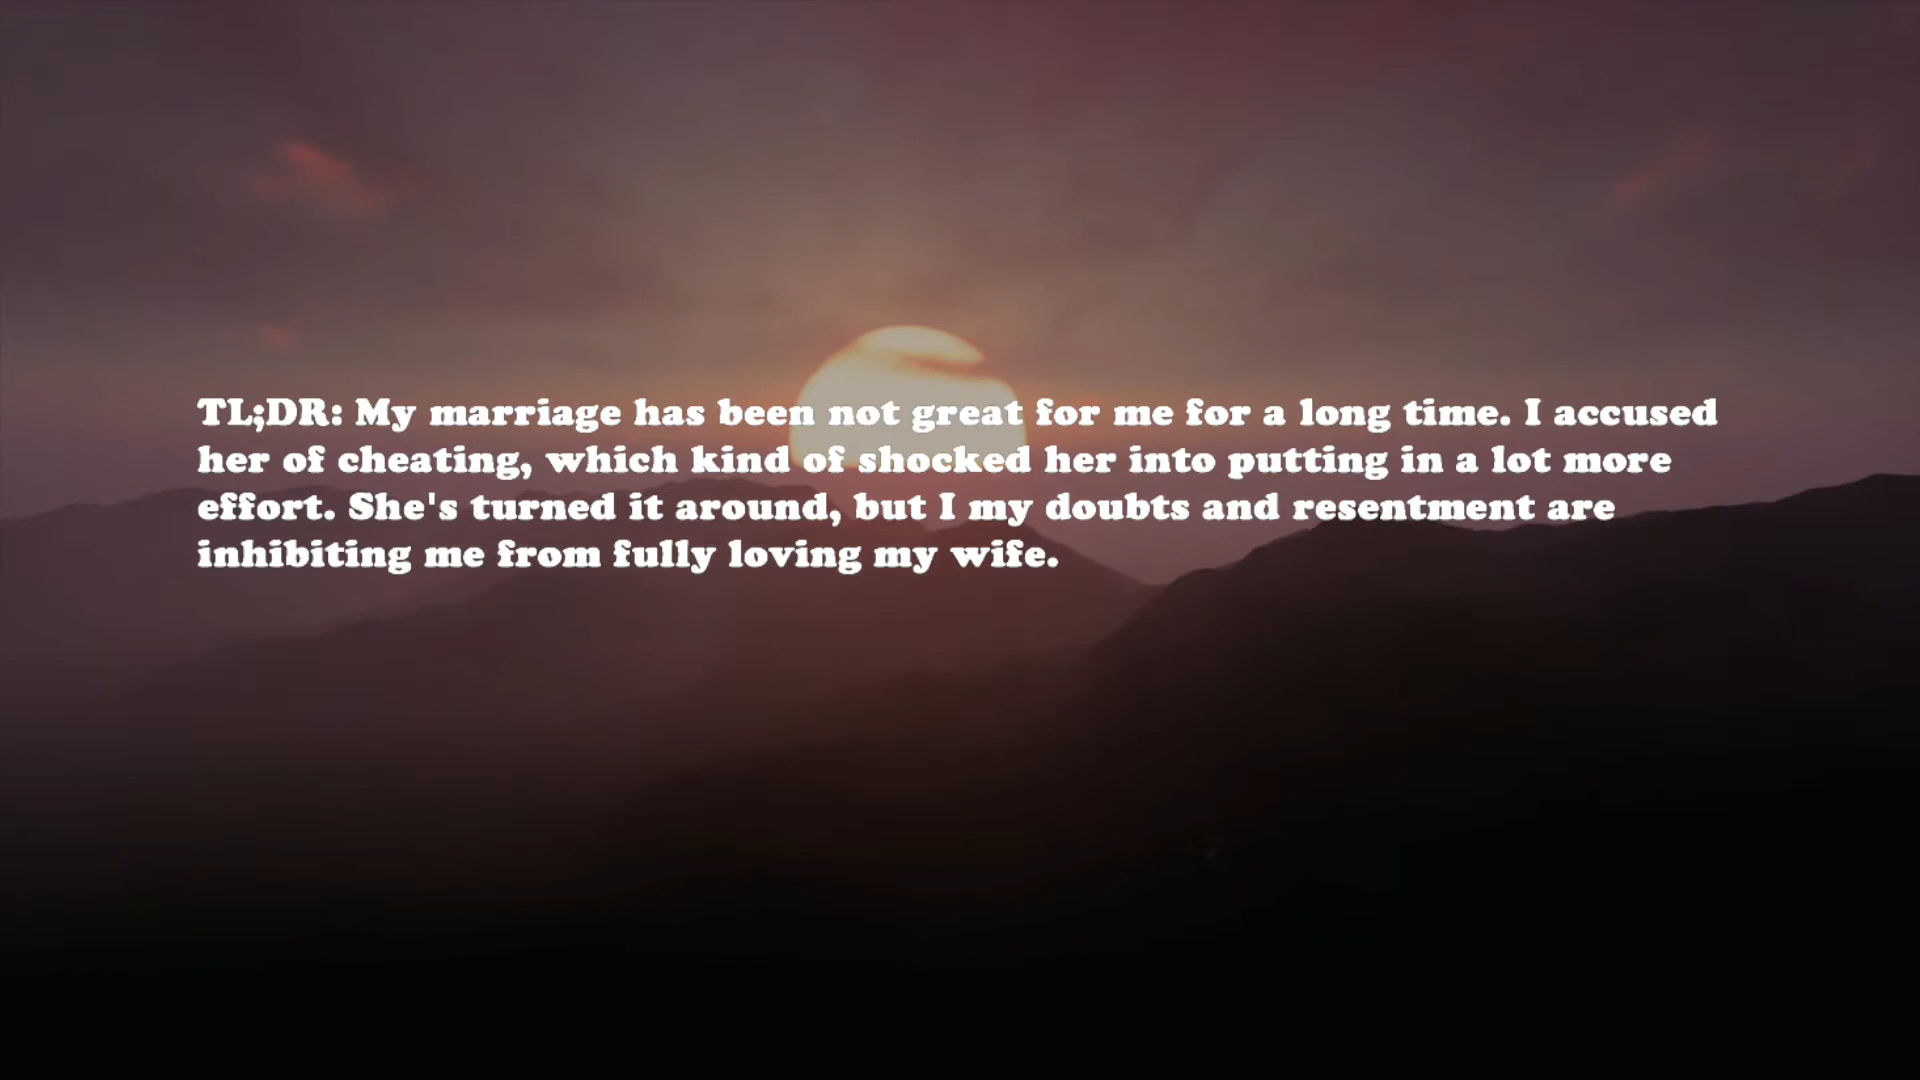 TL;DR: My marriage has been not great for me for a long time. I accused
her of cheating, which kind of shocked her into putting in a lot more
effort. She's turned it around, but I my doubts and resentment are
inhibiting me from fully loving my wife.